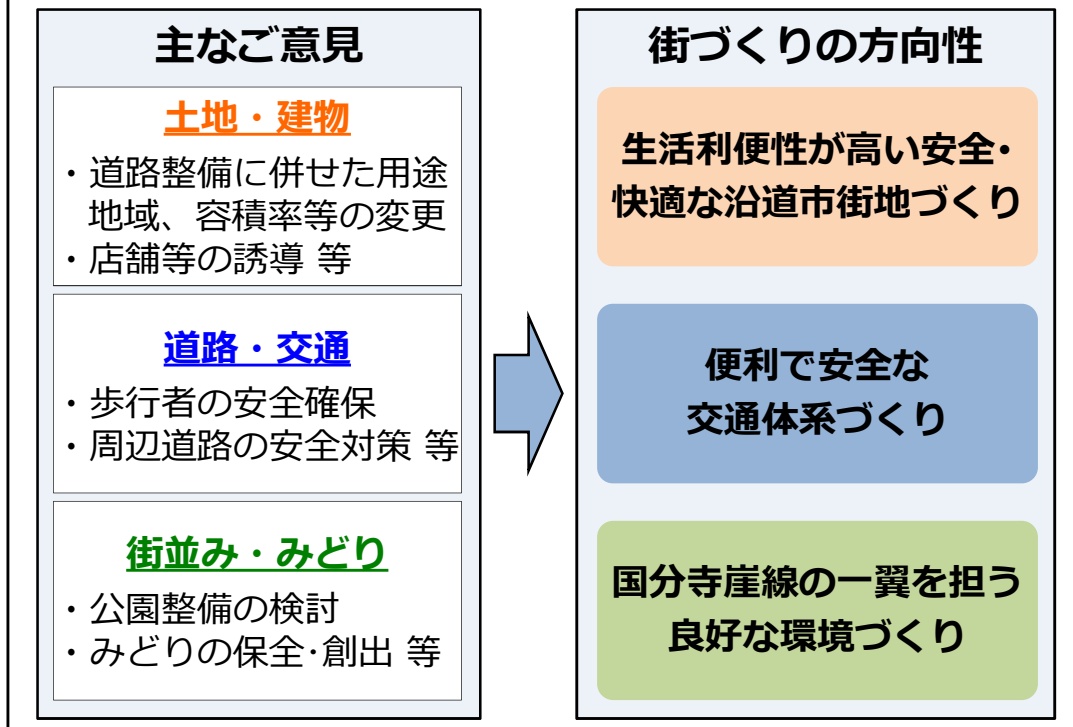 主なご意見
土地・建物
・道路整備に併せた用途
地域、容積率等の変更
・店舗等の誘導 等
道路・交通
・歩行者の安全確保
・周辺道路の安全対策 等
街並み・みどり
・公園整備の検討
・みどりの保全･創出 等
街づくりの方向性
生活利便性が高い安全･
快適な沿道市街地づくり
便利で安全な
交通体系づくり
国分寺崖線の一翼を担う
良好な環境づくり